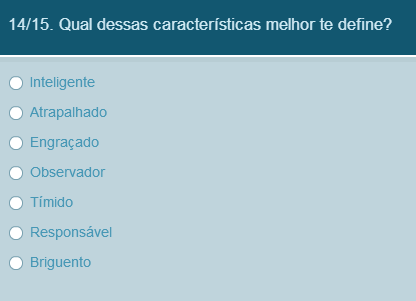 14/15. Qual dessas características melhor te define?
Inteligente
Atrapalhado
Engraçado
Observador
Tímido
Responsável
Briguento